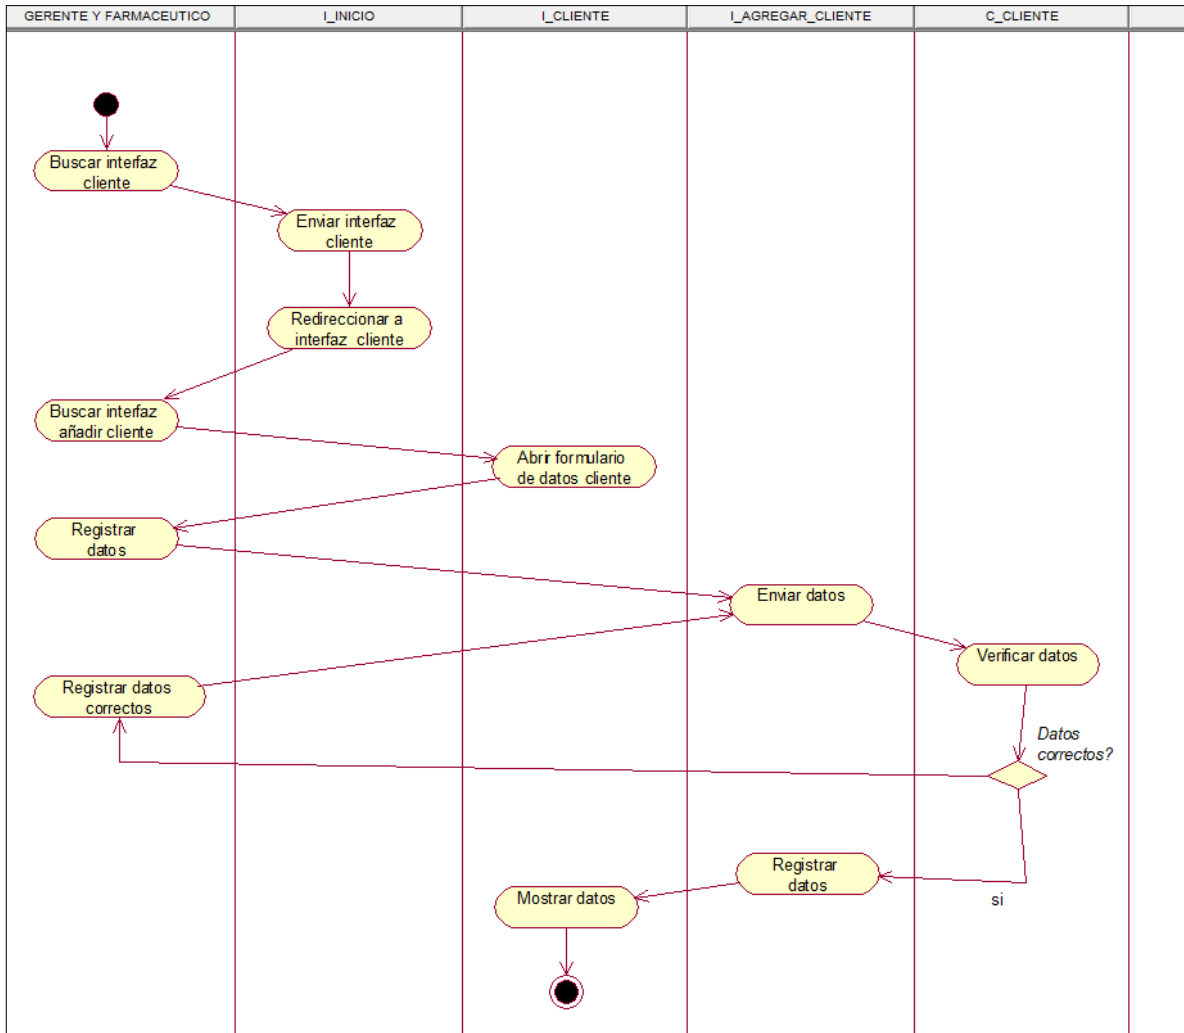 GERENTE Y FARMACEUTICO
I_INICIO
I_CLIENTE
I_AGREGAR_CLIENTE
C_CLIENTE
Buscar interfaz
cliente
Enviar interfaz
cliente
Redireccionar a
interfaz cliente
Buscar interfaz
añadir cliente
Abrir formulario
de datos cliente
Registrar
datos
Enviar datos
Verificar datos
Registrar datos
correctos
Datos
correctos?
Registrar
datos
si
Mostrar datos